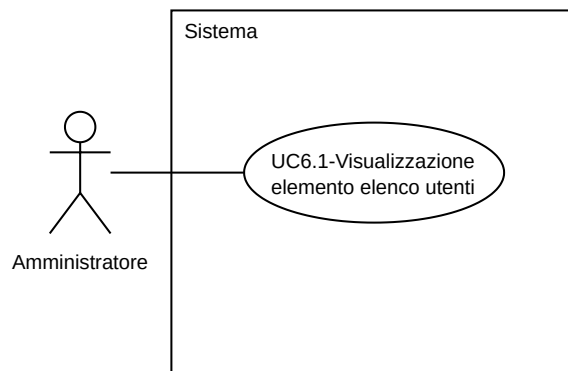 Sistema
UC6.1-Visualizzazione
elemento elenco utenti
Amministratore